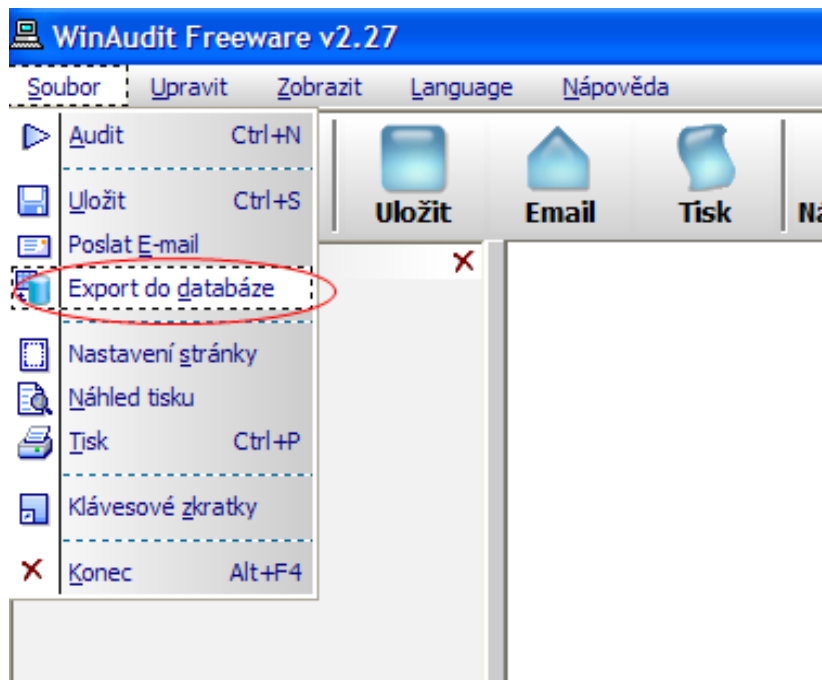 WinAudit Freeware v2.27
Soubor Upravit Zobrazit Language Nápověda
Audit Ctrl+N
Uložit Ctrl+S
Poslat E-mail
Export do databáze
Nastavení stránky
Náhled tisku
Tisk Ctrl+P
Klávesové zkratky
Konec Alt+F4
Uložit Email Tisk